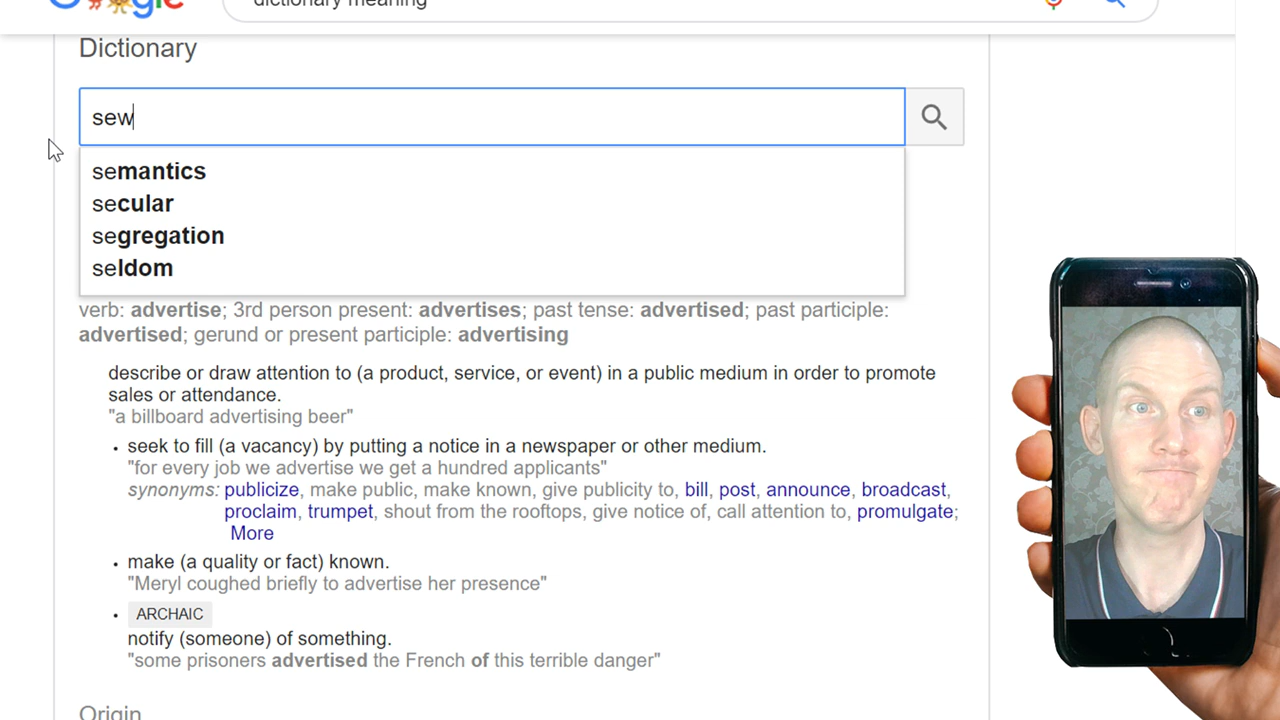 Google
dictionary meaning
Dictionary
sew
semantics
secular
segregation
seldom
verb: advertise; 3rd person present: advertises; past tense: advertised; past participle:
advertised; gerund or present participle: advertising
describe or draw attention to (a product, service, or event) in a public medium in order to promote
sales or attendance.
"a billboard advertising beer"
• seek to fill (a vacancy) by putting a notice in a newspaper or other medium.
"for every job we advertise we get a hundred applicants"
synonyms: publicize, make public, make known, give publicity to, bill, post, announce, broadcast,
proclaim, trumpet, shout from the rooftops, give notice of, call attention to, promulgate;
More
• make (a quality or fact) known.
"Meryl coughed briefly to advertise her presence"
• ARCHAIC
notify (someone) of something.
"some prisoners advertised the French of this terrible danger"
Origin